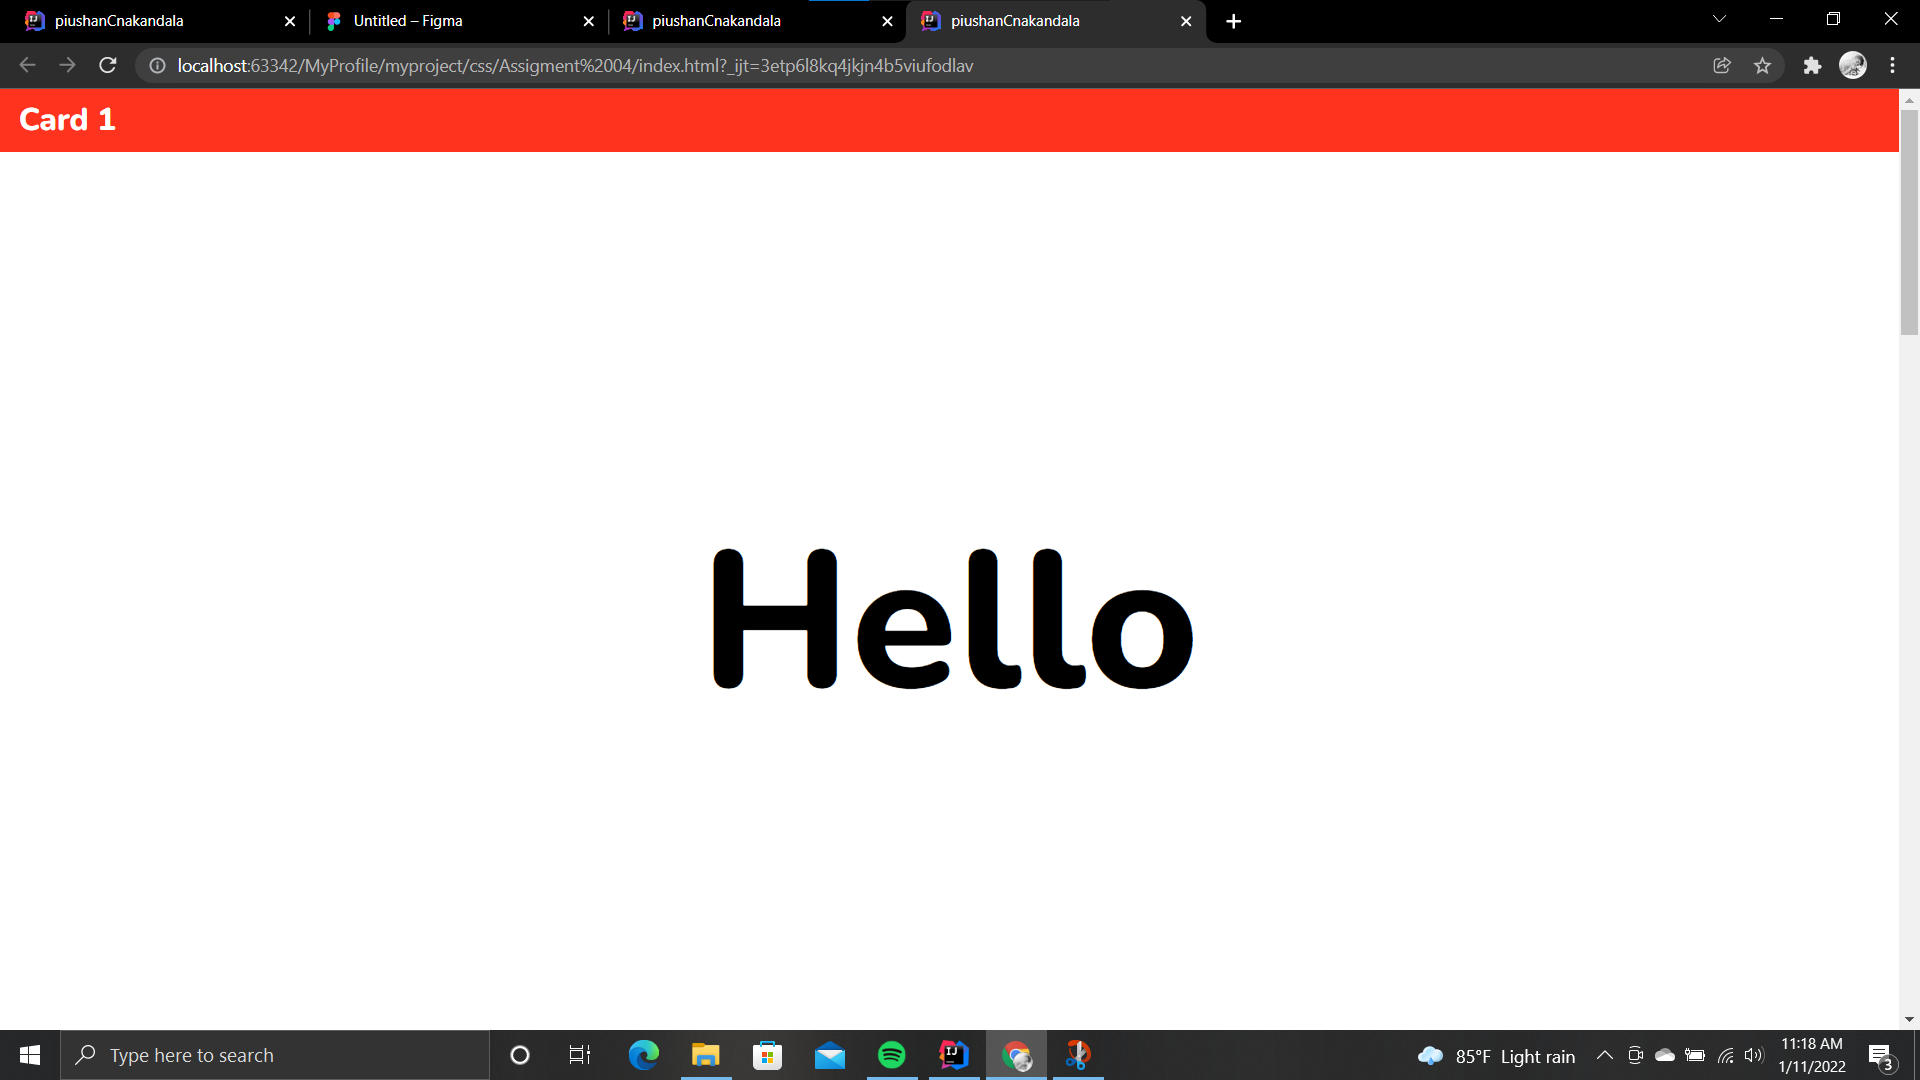 piushanCnakandala
Untitled – Figma
piushanCnakandala
piushanCnakandala
localhost:63342/MyProfile/myproject/css/Assigment%2004/index.html?_ijt=3etp6l8kq4jkjn4b5viufodlav
Card 1
Hello
Type here to search
IJ
85°F Light rain
11:18 AM
1/11/2022
3